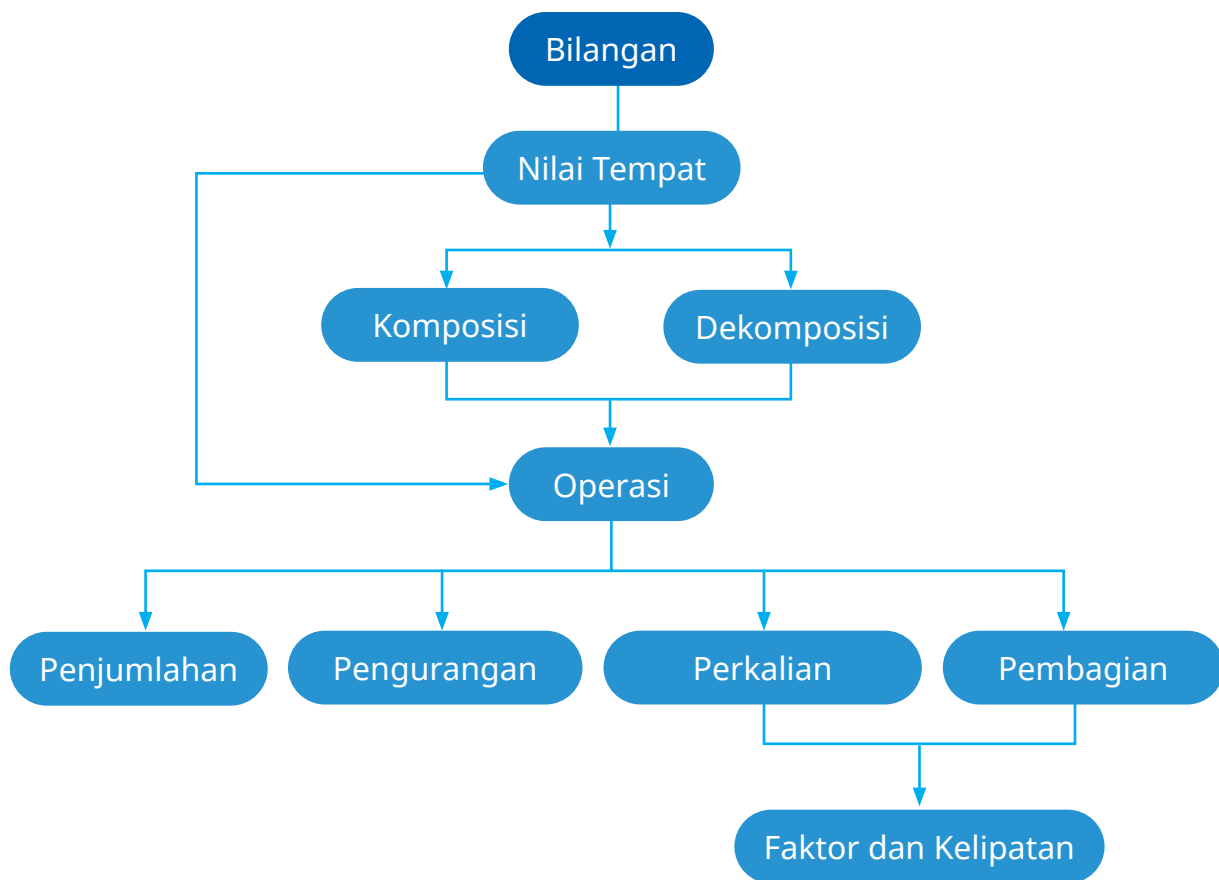 Bilangan
Nilai Tempat
Komposisi
Dekomposisi
Operasi
Penjumlahan
Pengurangan
Perkalian
Pembagian
Faktor dan Kelipatan